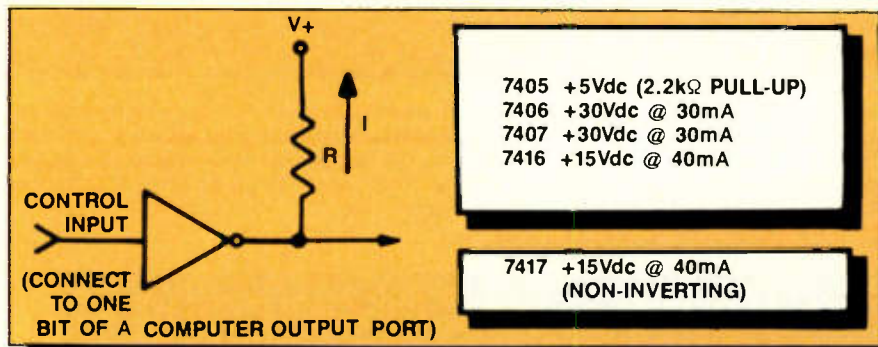 V+
I
R
CONTROL
INPUT
(CONNECT
TO ONE
BIT OF A COMPUTER OUTPUT PORT)
7405 +5Vdc (2.2kΩ PULL-UP)
7406 +30Vdc @ 30mA
7407 +30Vdc @ 30mA
7416 +15Vdc @ 40mA
7417 +15Vdc @ 40mA
(NON-INVERTING)